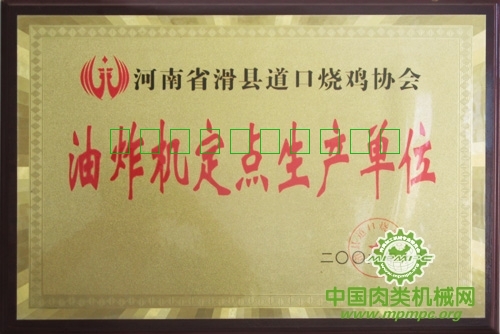 河南省滑县道口烧鸡协会
油炸机定点生产单位
二〇〇
MPMPC
中国肉类机械网
www.mpmpc.org